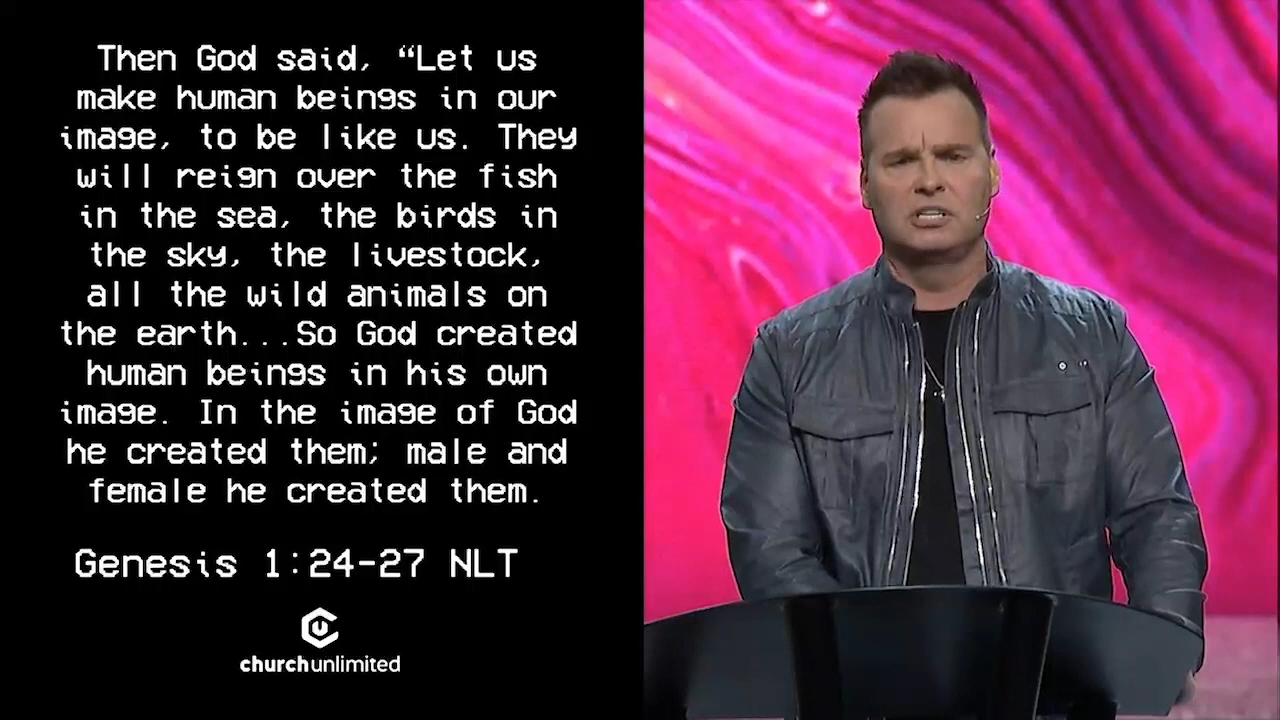 Then God said, “Let us
make human beings in our
image, to be like us. They
will reign over the fish
in the sea, the birds in
the sky, the livestock,
all the wild animals on
the earth...So God created
human beings in his own
image. In the image of God
he created them; male and
female he created them.
Genesis 1:24-27 NLT
churchunlimited